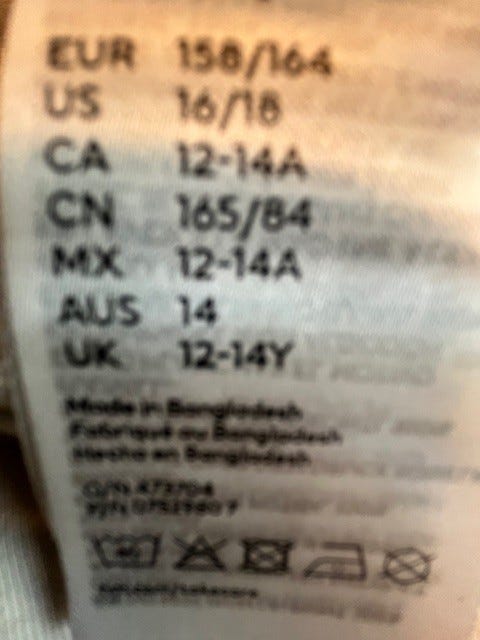 EUR 158/164
US 16/18
CA 12-14A
CN 165/84
MX 12-14A
AUS 14
UK 12-14Y
Made in Bangladesh
Fabriqué au Bangladesh
Hecho en Bangladesh